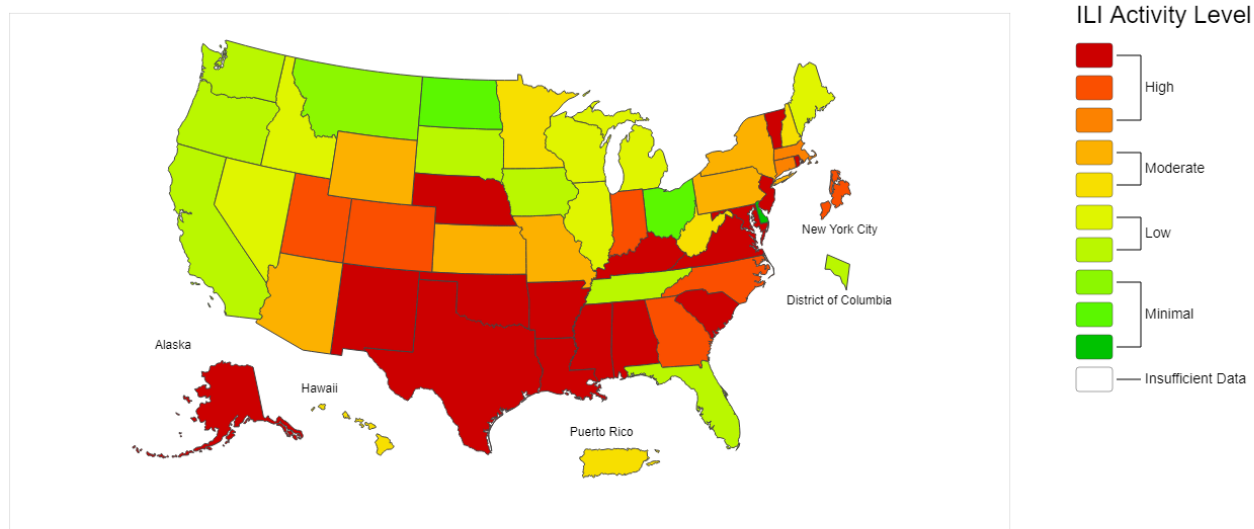 ILI Activity Level
High
Moderate
Low
New York City
District of Columbia
Minimal
Alaska
Insufficient Data
Hawaii
Puerto Rico